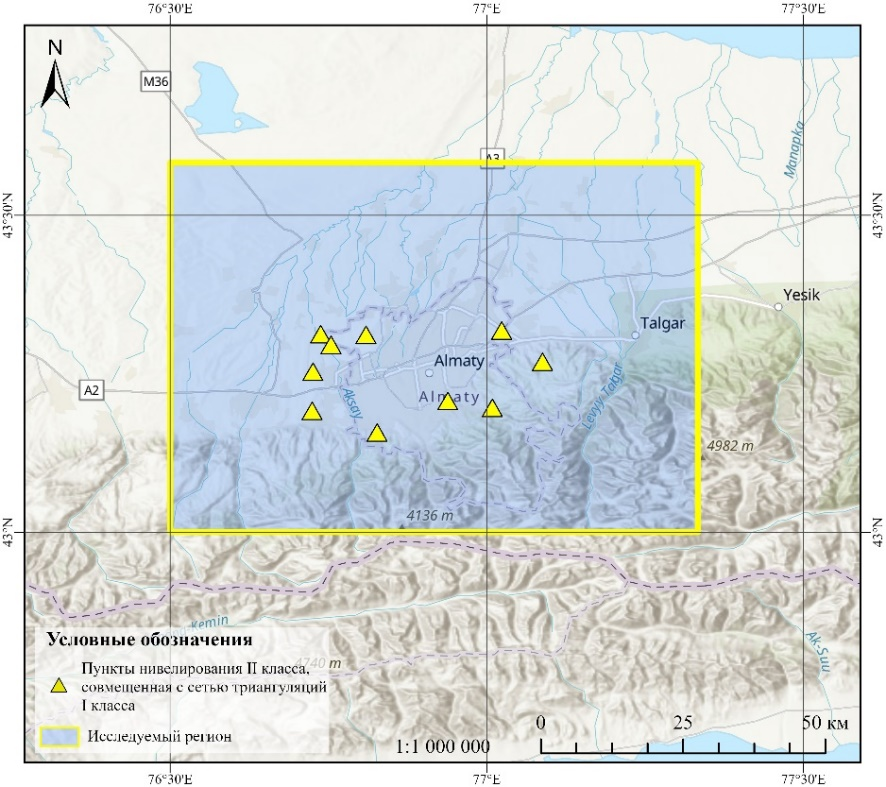 76°30'E 77°E 77°30'E
N
M36
A3
Мanapka
43°30'N 43°30'N
Yesik
Talgar
Almaty
A2
Almaty
Aksay
Levyy Talgar
4982 m
4136 m
43°N 43°N
Kemin
Условные обозначения
4740 m
Ak-Suu
Пункты нивелирования II класса,
совмещенная с сетью триангуляций
I класса
Исследуемый регион
1:1 000 000
0 25 50 км
76°30'E 77°E 77°30'E